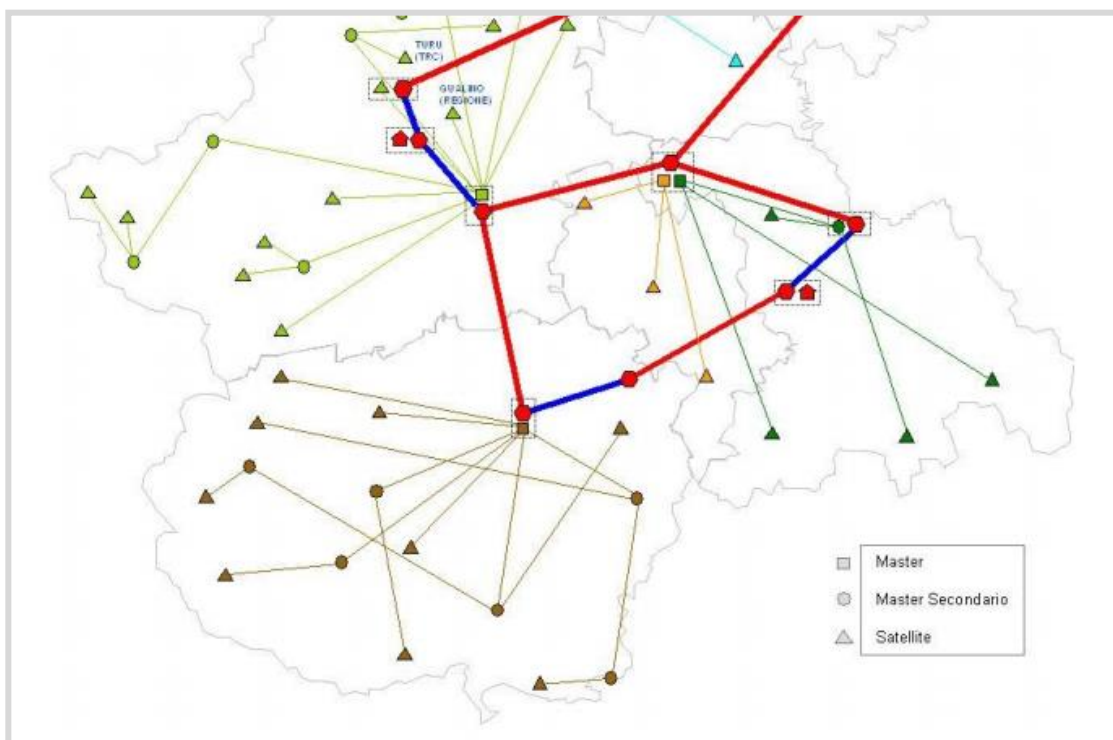 TURU
(TRC)
GUALINO
(REGIONE)
Master
Master Secondario
Satellite